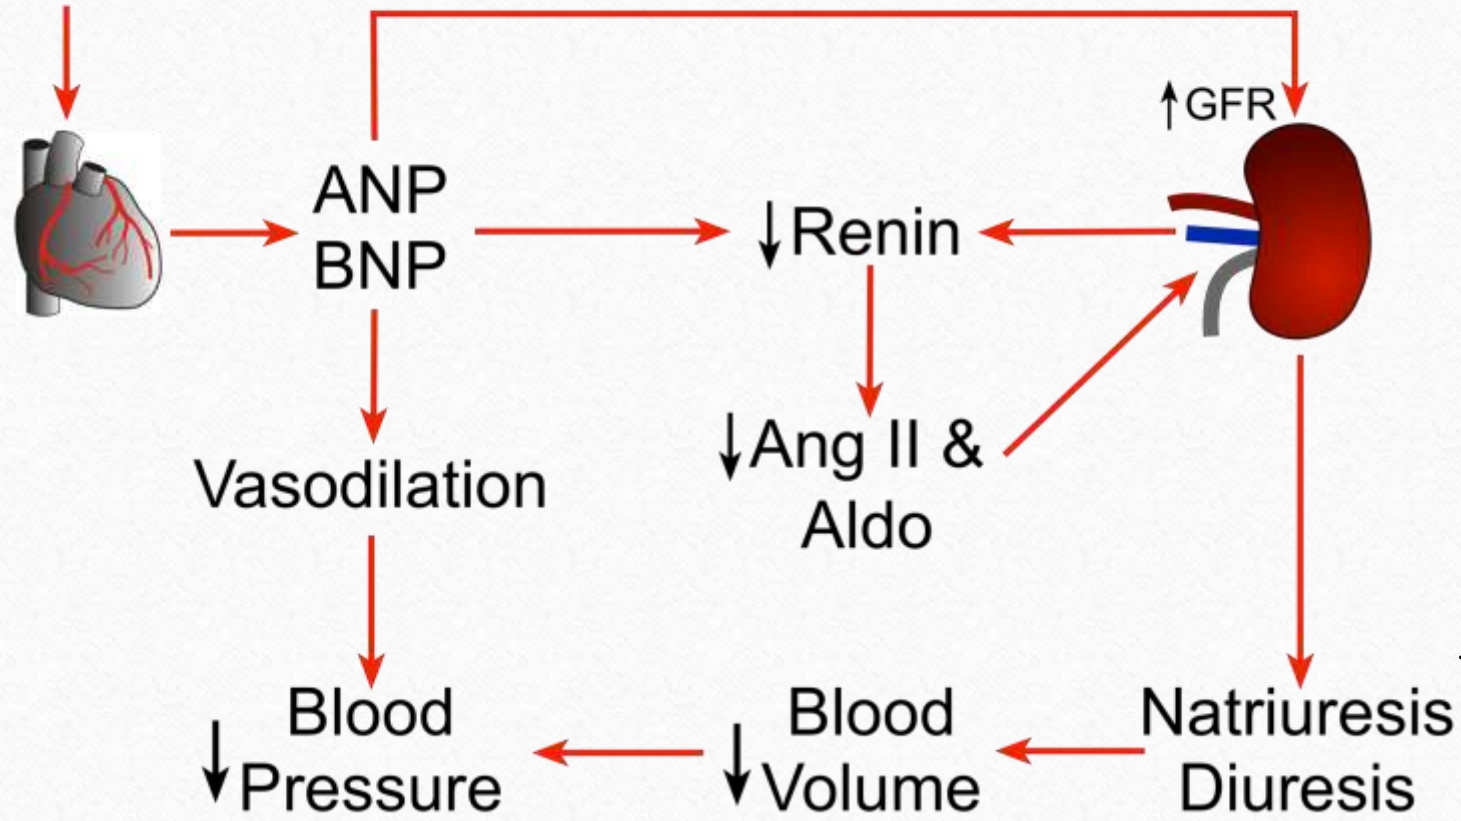 ↑GFR
ANP
BNP
↓Renin
↓Ang II &
Aldo
Vasodilation
Blood
↓Pressure
Blood
↓Volume
Natriuresis
Diuresis